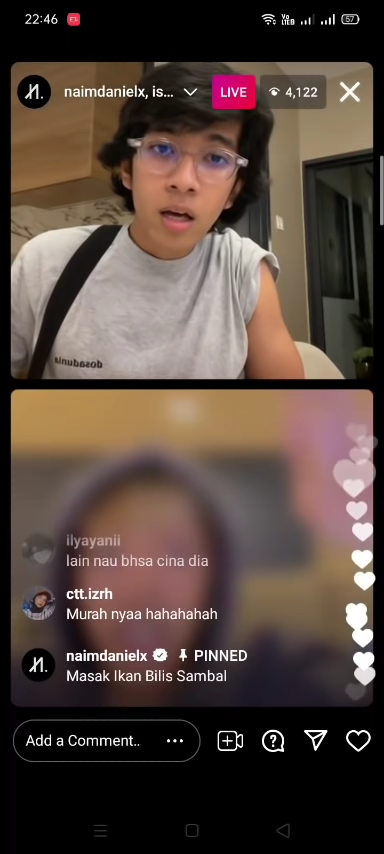 22:46
57
naimdanielx, is...
LIVE
4,122
dosadunia
ilyayanii
lain nau bhsa cina dia
ctt.izrh
Murah nyaa hahahahah
naimdanielx PINNED
Masak Ikan Bilis Sambal
Add a Comment..